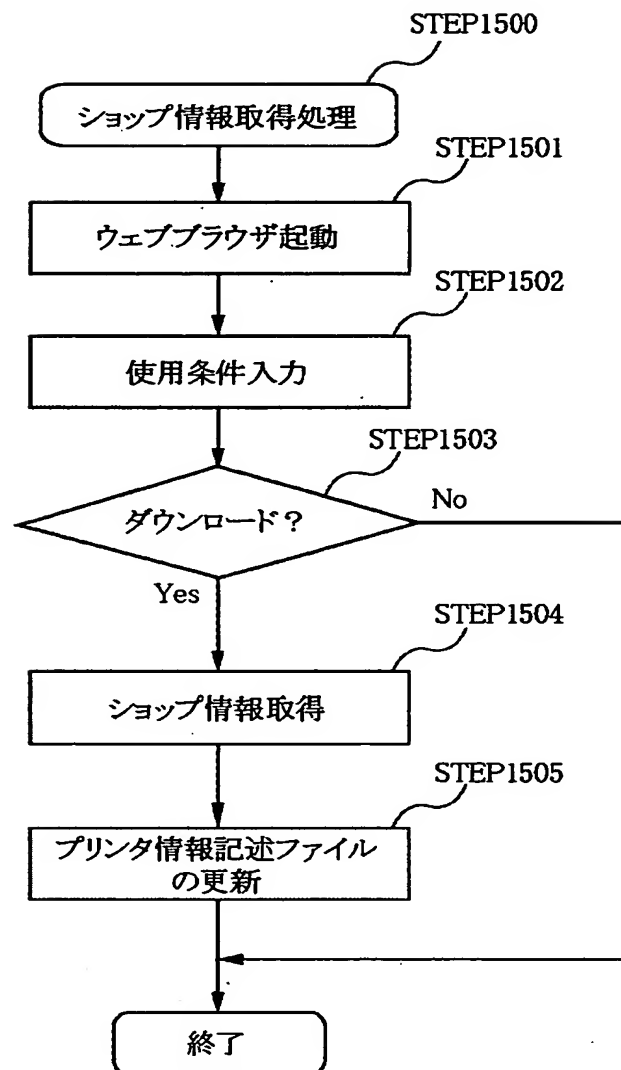 STEP1500
ショップ情報取得処理
STEP1501
ウェブブラウザ起動
STEP1502
使用条件入力
STEP1503
ダウンロード？
No
Yes
STEP1504
ショップ情報取得
STEP1505
プリンタ情報記述ファイル
の更新
終了